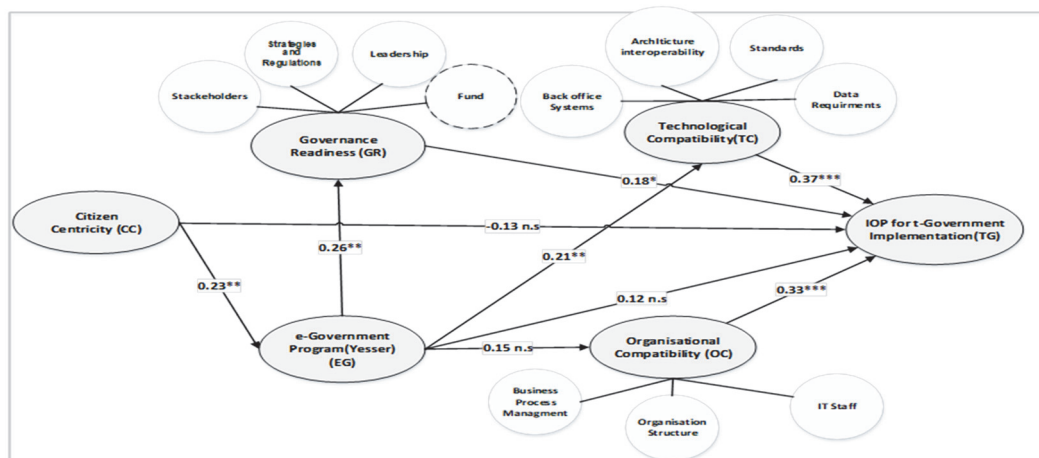 Strategies
and
Regulations
Leadership
Stackeholders
Fund
Governance
Readiness (GR)
Architicture
interoperability
Standards
Back office
Systems
Data
Requirments
Technological
Compatibility(TC)
0.18*
0.37***
Citizen
Centricity (CC)
-0.13 n.s
IOP for t-Government
Implementation(TG)
0.26**
0.21**
0.23**
0.12 n.s
0.33***
e-Government
Program(Yesser)
(EG)
0.15 n.s
Organisational
Compatibility (OC)
Business
Process
Managment
Organisation
Structure
IT Staff